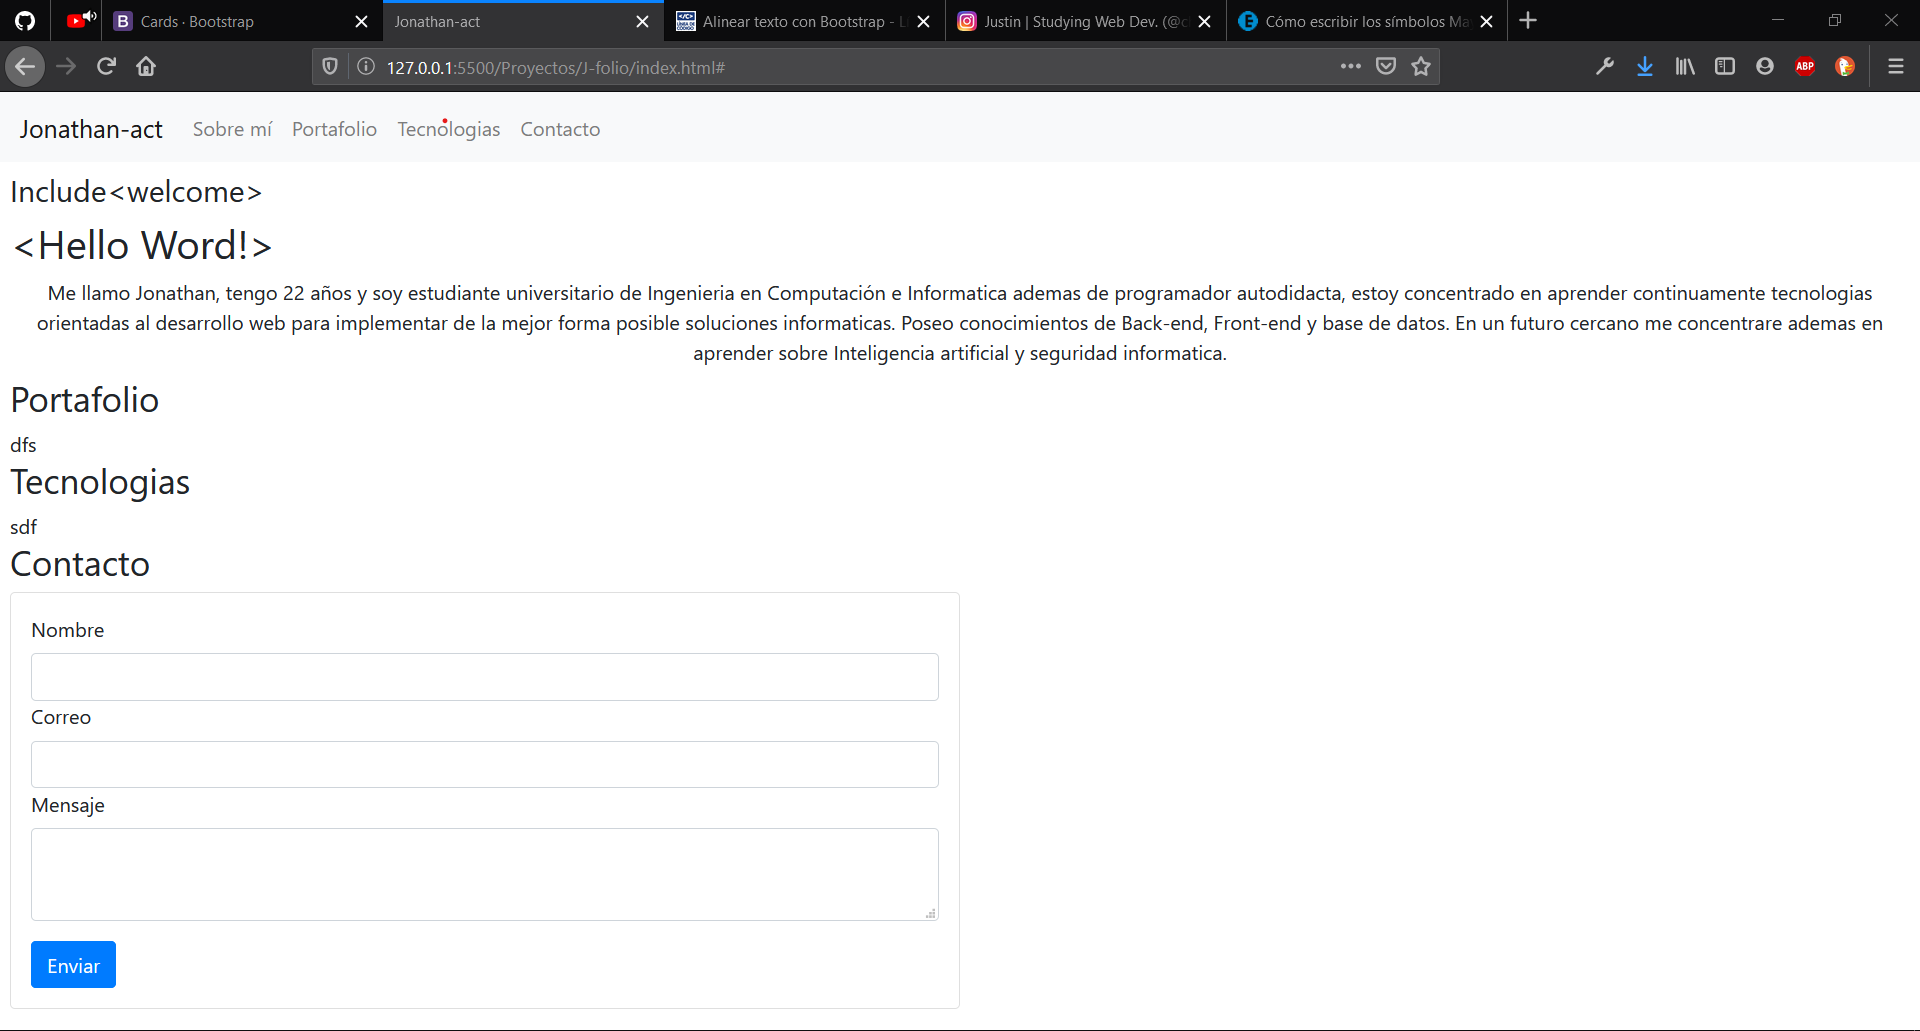 Cards · Bootstrap
Jonathan-act
Alinear texto con Bootstrap - Lí
Justin | Studying Web Dev. (@c
Cómo escribir los símbolos Ma
127.0.0.1:5500/Proyectos/J-folio/index.html#
ABP
Jonathan-act Sobre mí Portafolio Tecnologias Contacto
Include<welcome>
<Hello Word!>
Me llamo Jonathan, tengo 22 años y soy estudiante universitario de Ingenieria en Computación e Informatica ademas de programador autodidacta, estoy concentrado en aprender continuamente tecnologias
orientadas al desarrollo web para implementar de la mejor forma posible soluciones informaticas. Poseo conocimientos de Back-end, Front-end y base de datos. En un futuro cercano me concentrare ademas en
aprender sobre Inteligencia artificial y seguridad informatica.
Portafolio
dfs
Tecnologias
sdf
Contacto
Nombre
Correo
Mensaje
Enviar